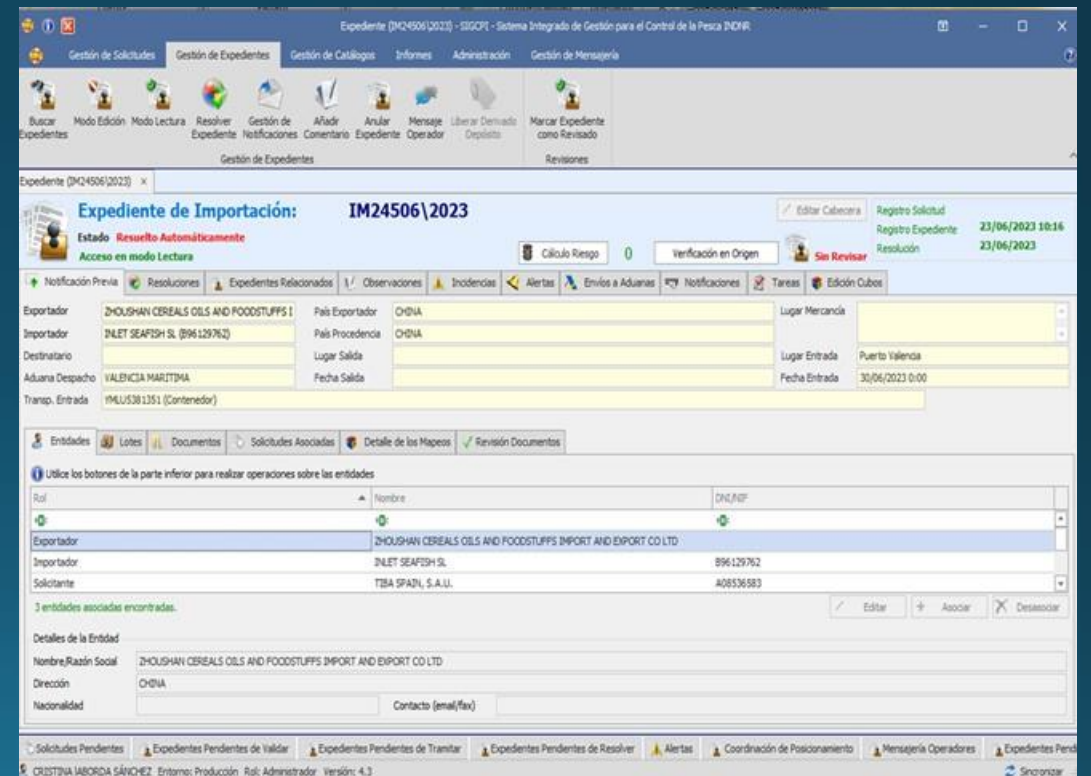 Expediente (IM24506\2023) - SIGCPI - Sistema Integrado de Gestión para el Control de la Pesca INDNR
Gestión de Solicitudes Gestión de Expedientes Gestión de Catálogos Informes Administración Gestión de Mensajería
Buscar Expedientes Modo Edición Modo Lectura Resolver Expediente Gestión de Notificaciones Añadir Comentario Anular Expediente Mensaje Operador Liberar Derivado Depósito Marcar Expediente como Revisado
Gestión de Expedientes Revisiones
Expediente (IM24506\2023)
Expediente de Importación: IM24506\2023
Editar Cabecera Registro Solicitud
Estado Resuelto Automáticamente
Registro Expediente 23/06/2023 10:16
Acceso en modo Lectura Cálculo Riesgo 0 Verificación en Origen Sin Revisar Resolución 23/06/2023
Notificación Previa Resoluciones Expedientes Relacionados Observaciones Incidencias Alertas Envíos a Aduanas Notificaciones Tareas Edición Cubos
Exportador ZHOUSHAN CEREALS OILS AND FOODSTUFFS I País Exportador CHINA Lugar Mercancía
Importador INLET SEAFISH SL (B96129762) País Procedencia CHINA
Destinatario Lugar Salida Lugar Entrada Puerto Valencia
Aduana Despacho VALENCIA MARITIMA Fecha Salida Fecha Entrada 30/06/2023 0:00
Transp. Entrada YMLU5381351 (Contenedor)
Entidades Lotes Documentos Solicitudes Asociadas Detalle de los Mapeos Revisión Documentos
Utilice los botones de la parte inferior para realizar operaciones sobre las entidades
Rol Nombre DNI/NIF
Exportador ZHOUSHAN CEREALS OILS AND FOODSTUFFS IMPORT AND EXPORT CO LTD
Importador INLET SEAFISH SL B96129762
Solicitante TIBA SPAIN, S.A.U. A08536583
3 entidades asociadas encontradas. Editar Asociar Desasociar
Detalles de la Entidad
Nombre/Razón Social ZHOUSHAN CEREALS OILS AND FOODSTUFFS IMPORT AND EXPORT CO LTD
Dirección CHINA
Nacionalidad Contacto (email/fax)
Solicitudes Pendientes Expedientes Pendientes de Validar Expedientes Pendientes de Tramitar Expedientes Pendientes de Resolver Alertas Coordinación de Posicionamiento Mensajería Operadores Expedientes Pend
CRISTINA LABORDA SÁNCHEZ Entorno: Producción Rol: Administrador Versión: 4.3 Sincronizar